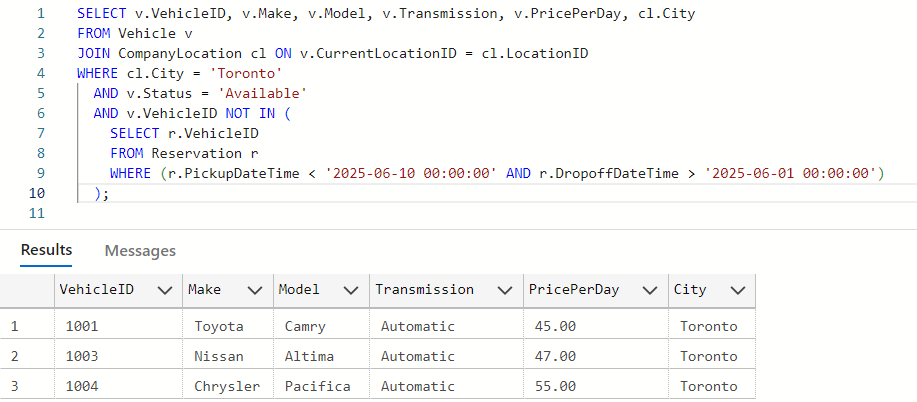 1 SELECT v.VehicleID, v.Make, v.Model, v.Transmission, v.PricePerDay, cl.City
2 FROM Vehicle v
3 JOIN CompanyLocation cl ON v.CurrentLocationID = cl.LocationID
4 WHERE cl.City = 'Toronto'
5 AND v.Status = 'Available'
6 AND v.VehicleID NOT IN (
7 SELECT r.VehicleID
8 FROM Reservation r
9 WHERE (r.PickupDateTime < '2025-06-10 00:00:00' AND r.DropoffDateTime > '2025-06-01 00:00:00')
10 );
11
Results Messages
VehicleID Make Model Transmission PricePerDay City
1 1001 Toyota Camry Automatic 45.00 Toronto
2 1003 Nissan Altima Automatic 47.00 Toronto
3 1004 Chrysler Pacifica Automatic 55.00 Toronto